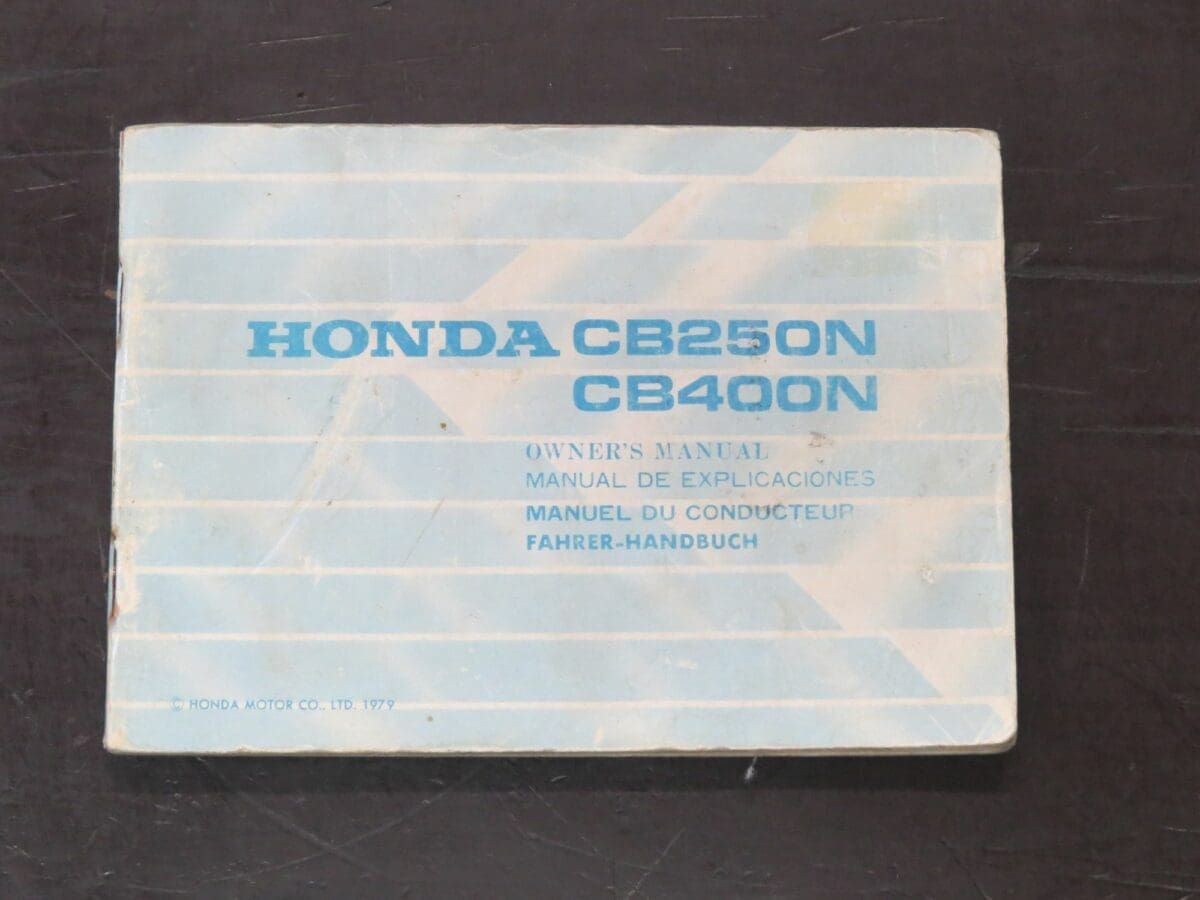 HONDA CB250N
CB400N
OWNER'S MANUAL
MANUAL DE EXPLICACIONES
MANUEL DU CONDUCTEUR
FAHRER-HANDBUCH
© HONDA MOTOR CO., LTD. 1979